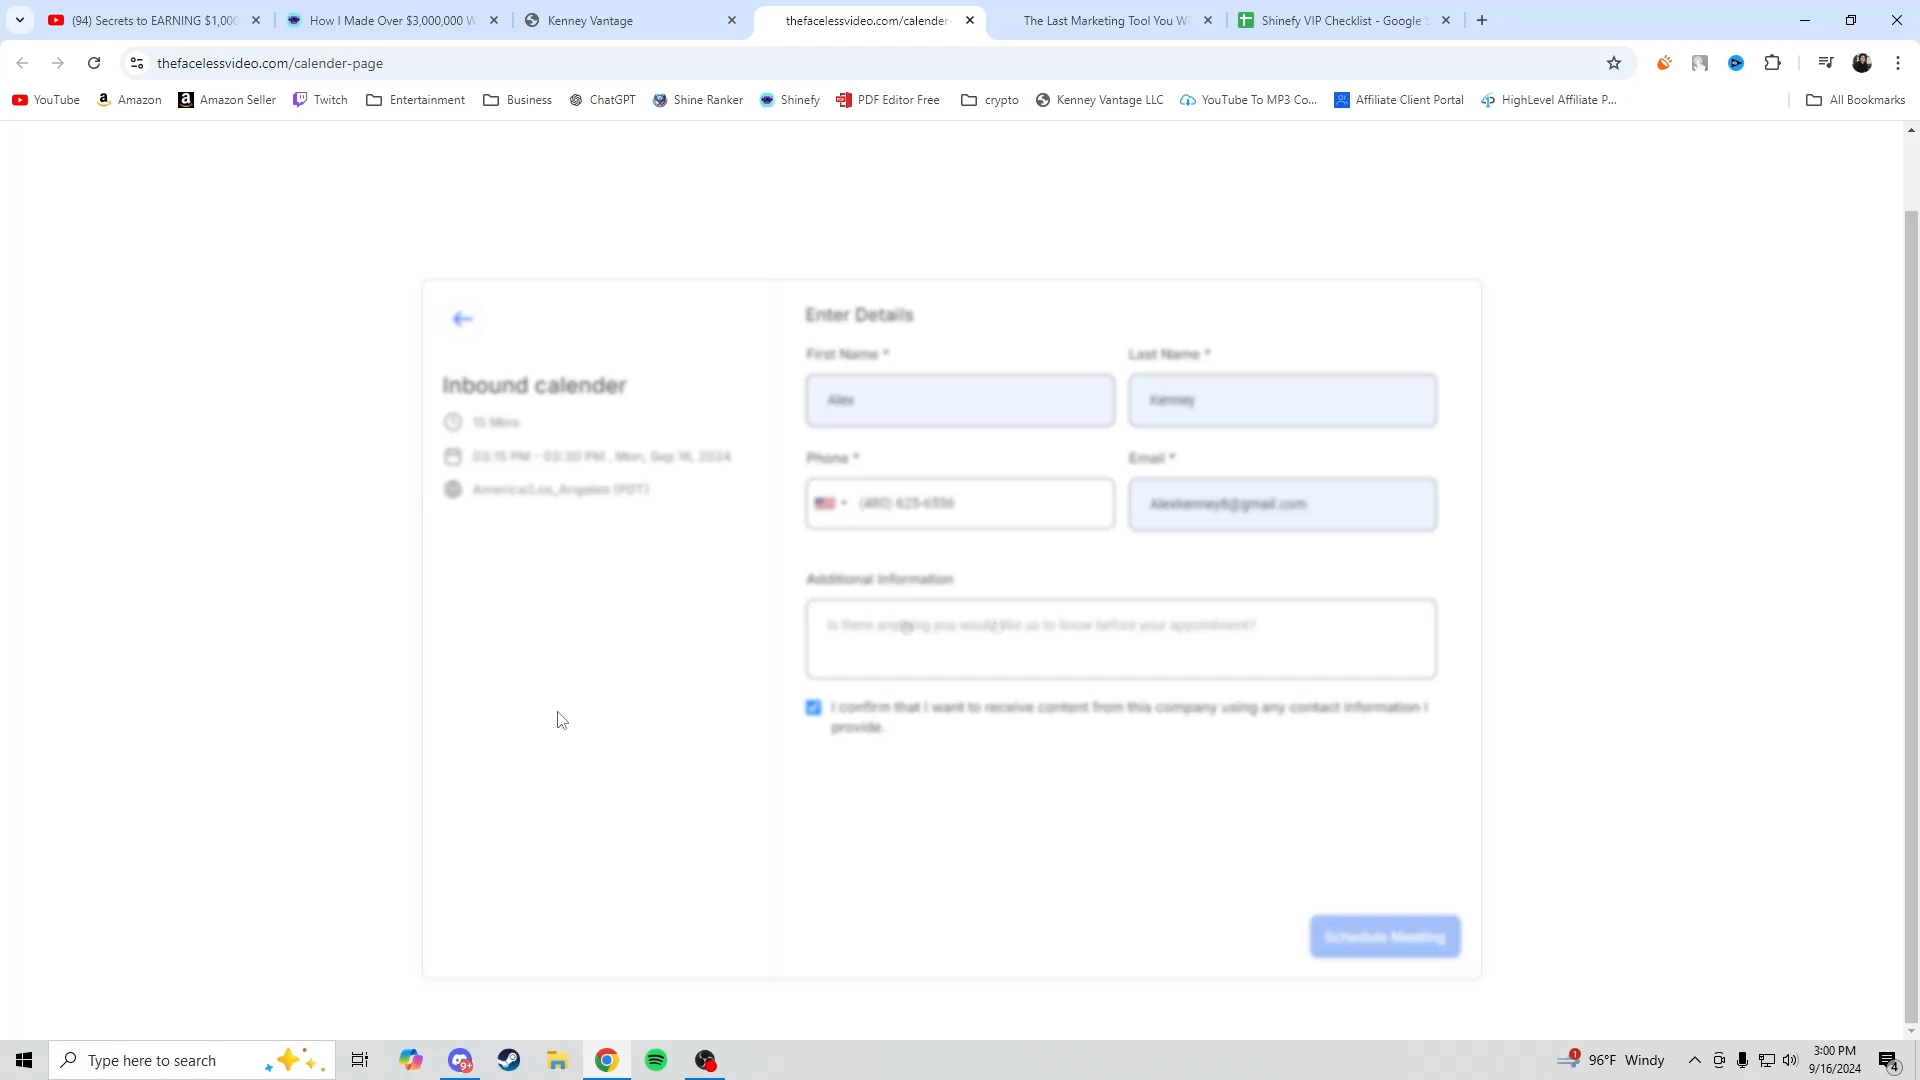 (94) Secrets to EARNING $1,000
How I Made Over $3,000,000 W
Kenney Vantage
thefacelessvideo.com/calender-
The Last Marketing Tool You W
Shinefy VIP Checklist - Google S
thefacelessvideo.com/calender-page
YouTube
Amazon
Amazon Seller
Twitch
Entertainment
Business
ChatGPT
Shine Ranker
Shinefy
PDF Editor Free
crypto
Kenney Vantage LLC
YouTube To MP3 Co...
Affiliate Client Portal
HighLevel Affiliate P...
All Bookmarks
Inbound calender
15 Mins
03:15 PM - 03:30 PM , Mon, Sep 16, 2024
America/Los_Angeles (PDT)
Enter Details
First Name *
Last Name *
Alex
Kenney
Phone *
Email *
(480) 625-6556
Alexkenney8@gmail.com
Additional Information
Is there anything you would like us to know before your appointment?
I confirm that I want to receive content from this company using any contact information I
provide.
Schedule Meeting
Type here to search
9+
1
96°F Windy
3:00 PM
9/16/2024
4